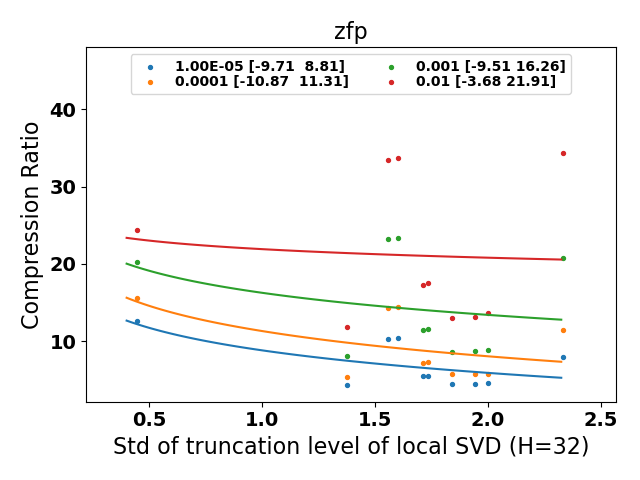 zfp
1.00E-05 [-9.71  8.81]
0.0001 [-10.87  11.31]
0.001 [-9.51 16.26]
0.01 [-3.68 21.91]
Compression Ratio
40
30
20
10
0.5 1.0 1.5 2.0 2.5
Std of truncation level of local SVD (H=32)